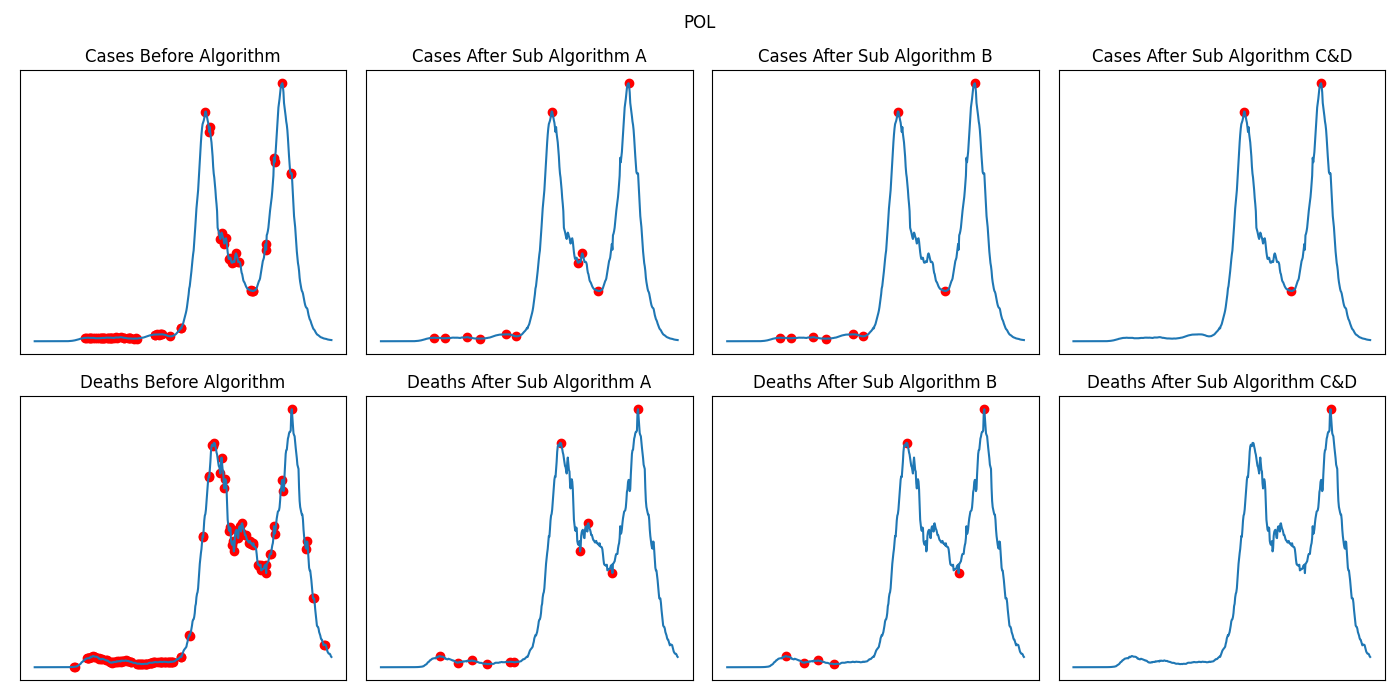 POL
Cases Before Algorithm
Cases After Sub Algorithm A
Cases After Sub Algorithm B
Cases After Sub Algorithm C&D
Deaths Before Algorithm
Deaths After Sub Algorithm A
Deaths After Sub Algorithm B
Deaths After Sub Algorithm C&D